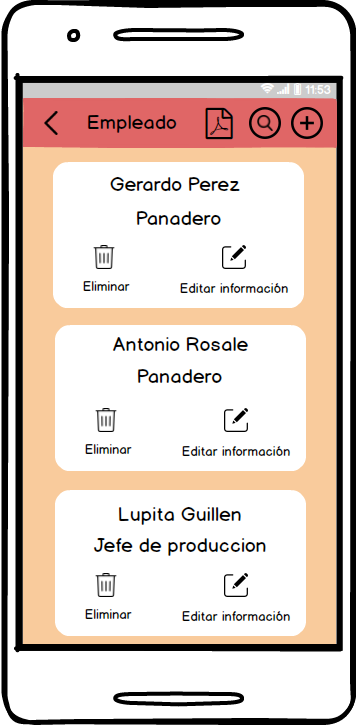 11:53
Empleado
Gerardo Perez
Panadero
Eliminar Editar información
Antonio Rosale
Panadero
Eliminar Editar información
Lupita Guillen
Jefe de produccion
Eliminar Editar información